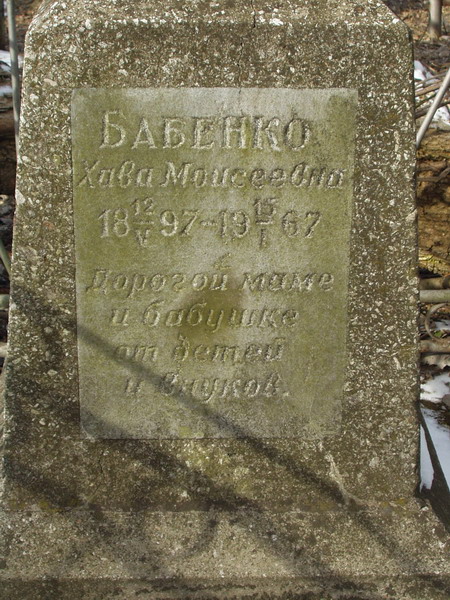 БАБЕНКО
Хава Моисеевна
18 12/V 97-19 15/I 67
Дорогой маме
и бабушке
от детей
и внуков.